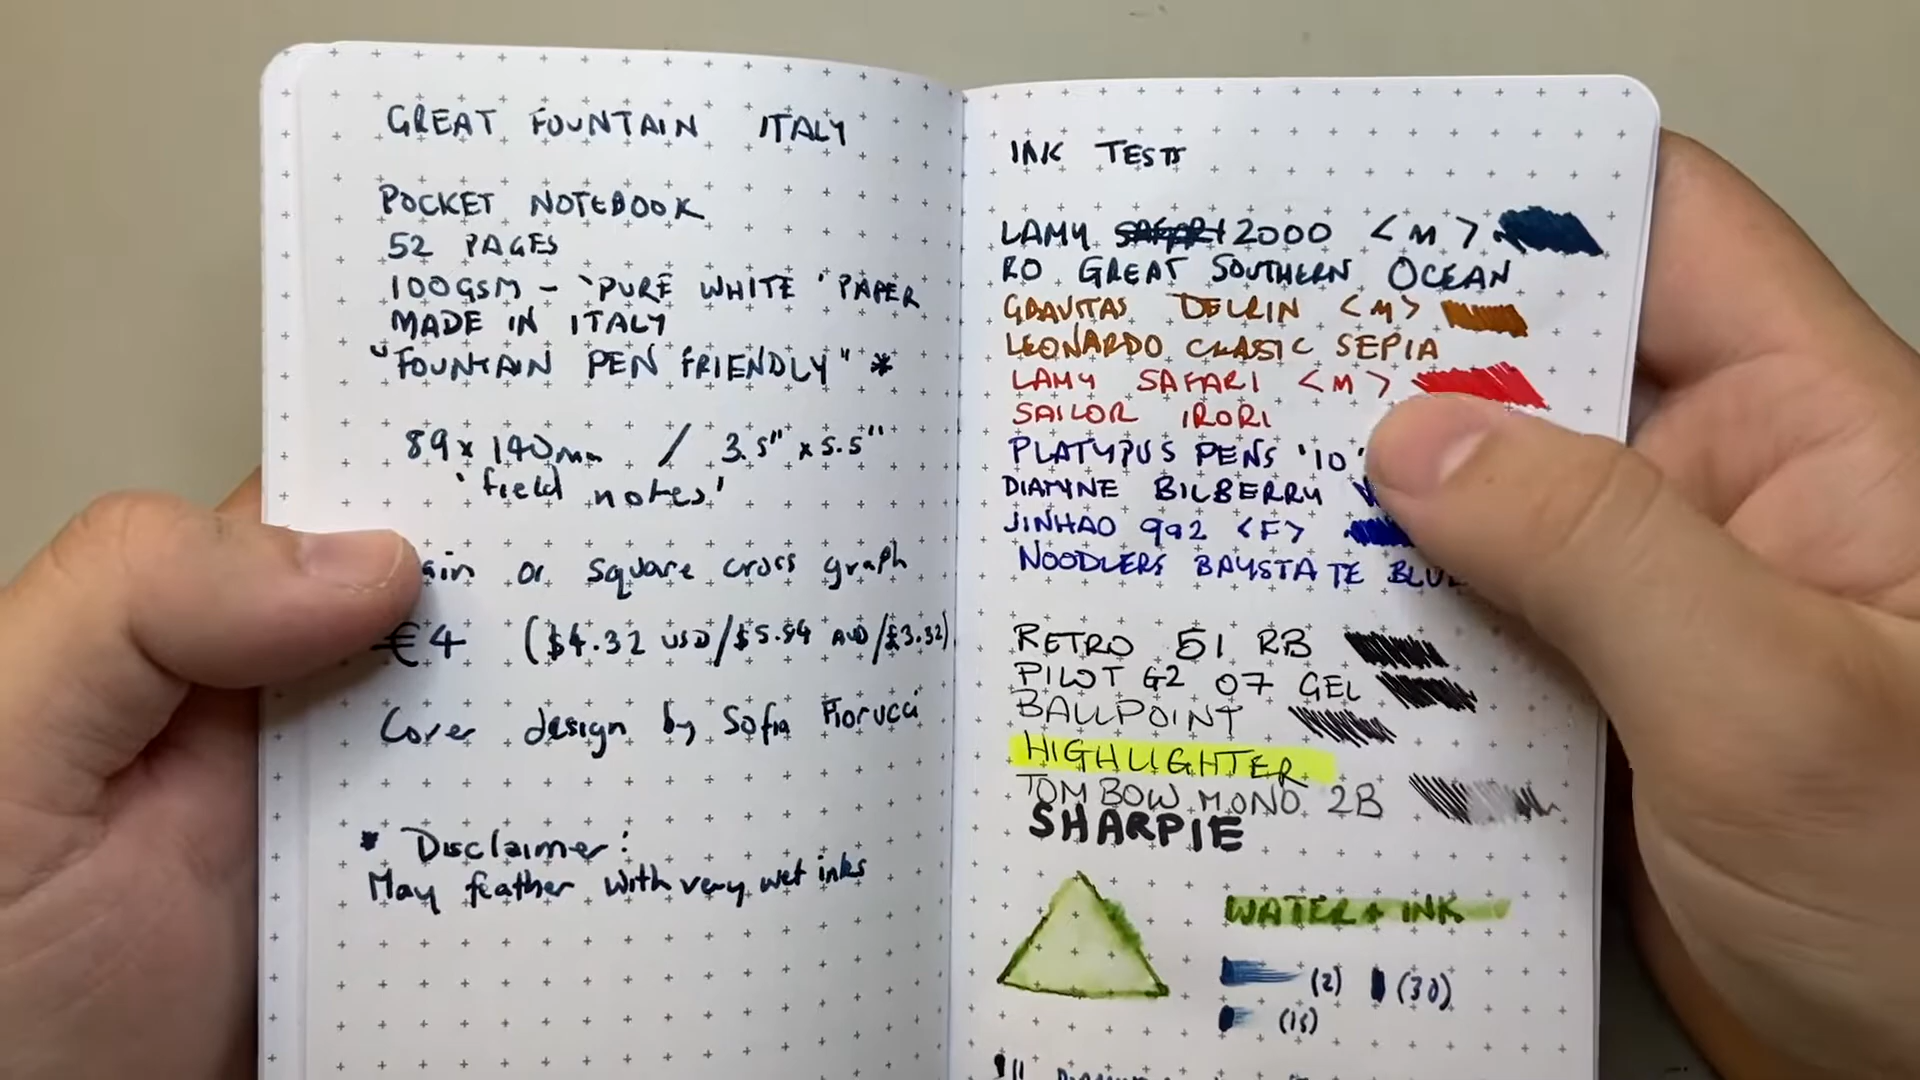 GREAT FOUNTAIN ITALY
POCKET NOTEBOOK
52 PAGES
100GSM - 'PURE WHITE' PAPER
MADE IN ITALY
"FOUNTAIN PEN FRIENDLY" *
89 x 140mm / 3.5" x 5.5"
'field notes'
or square cross graph
€4 ($4.32 USD/$5.54 AUD/£3.32)
Cover design by Sofia Fiorucci
* Disclaimer:
May feather with very wet inks
INK TESTS
LAMY 2000 <M>
RO GREAT SOUTHERN OCEAN
GRAVITAS DELRIN <M>
LEONARDO CLASSIC SEPIA
LAMY SAFARI <M>
SAILOR IRORI
PLATYPUS PENS '10'
DIAMINE BILBERRY
JINHAO 992 <F>
NOODLERS BAYSTATE BLUE
RETRO 51 RB
PILOT G2 07 GEL
BALLPOINT
HIGHLIGHTER
TOMBOW MONO 2B
SHARPIE
WATER + INK
(2) (30)
(15)